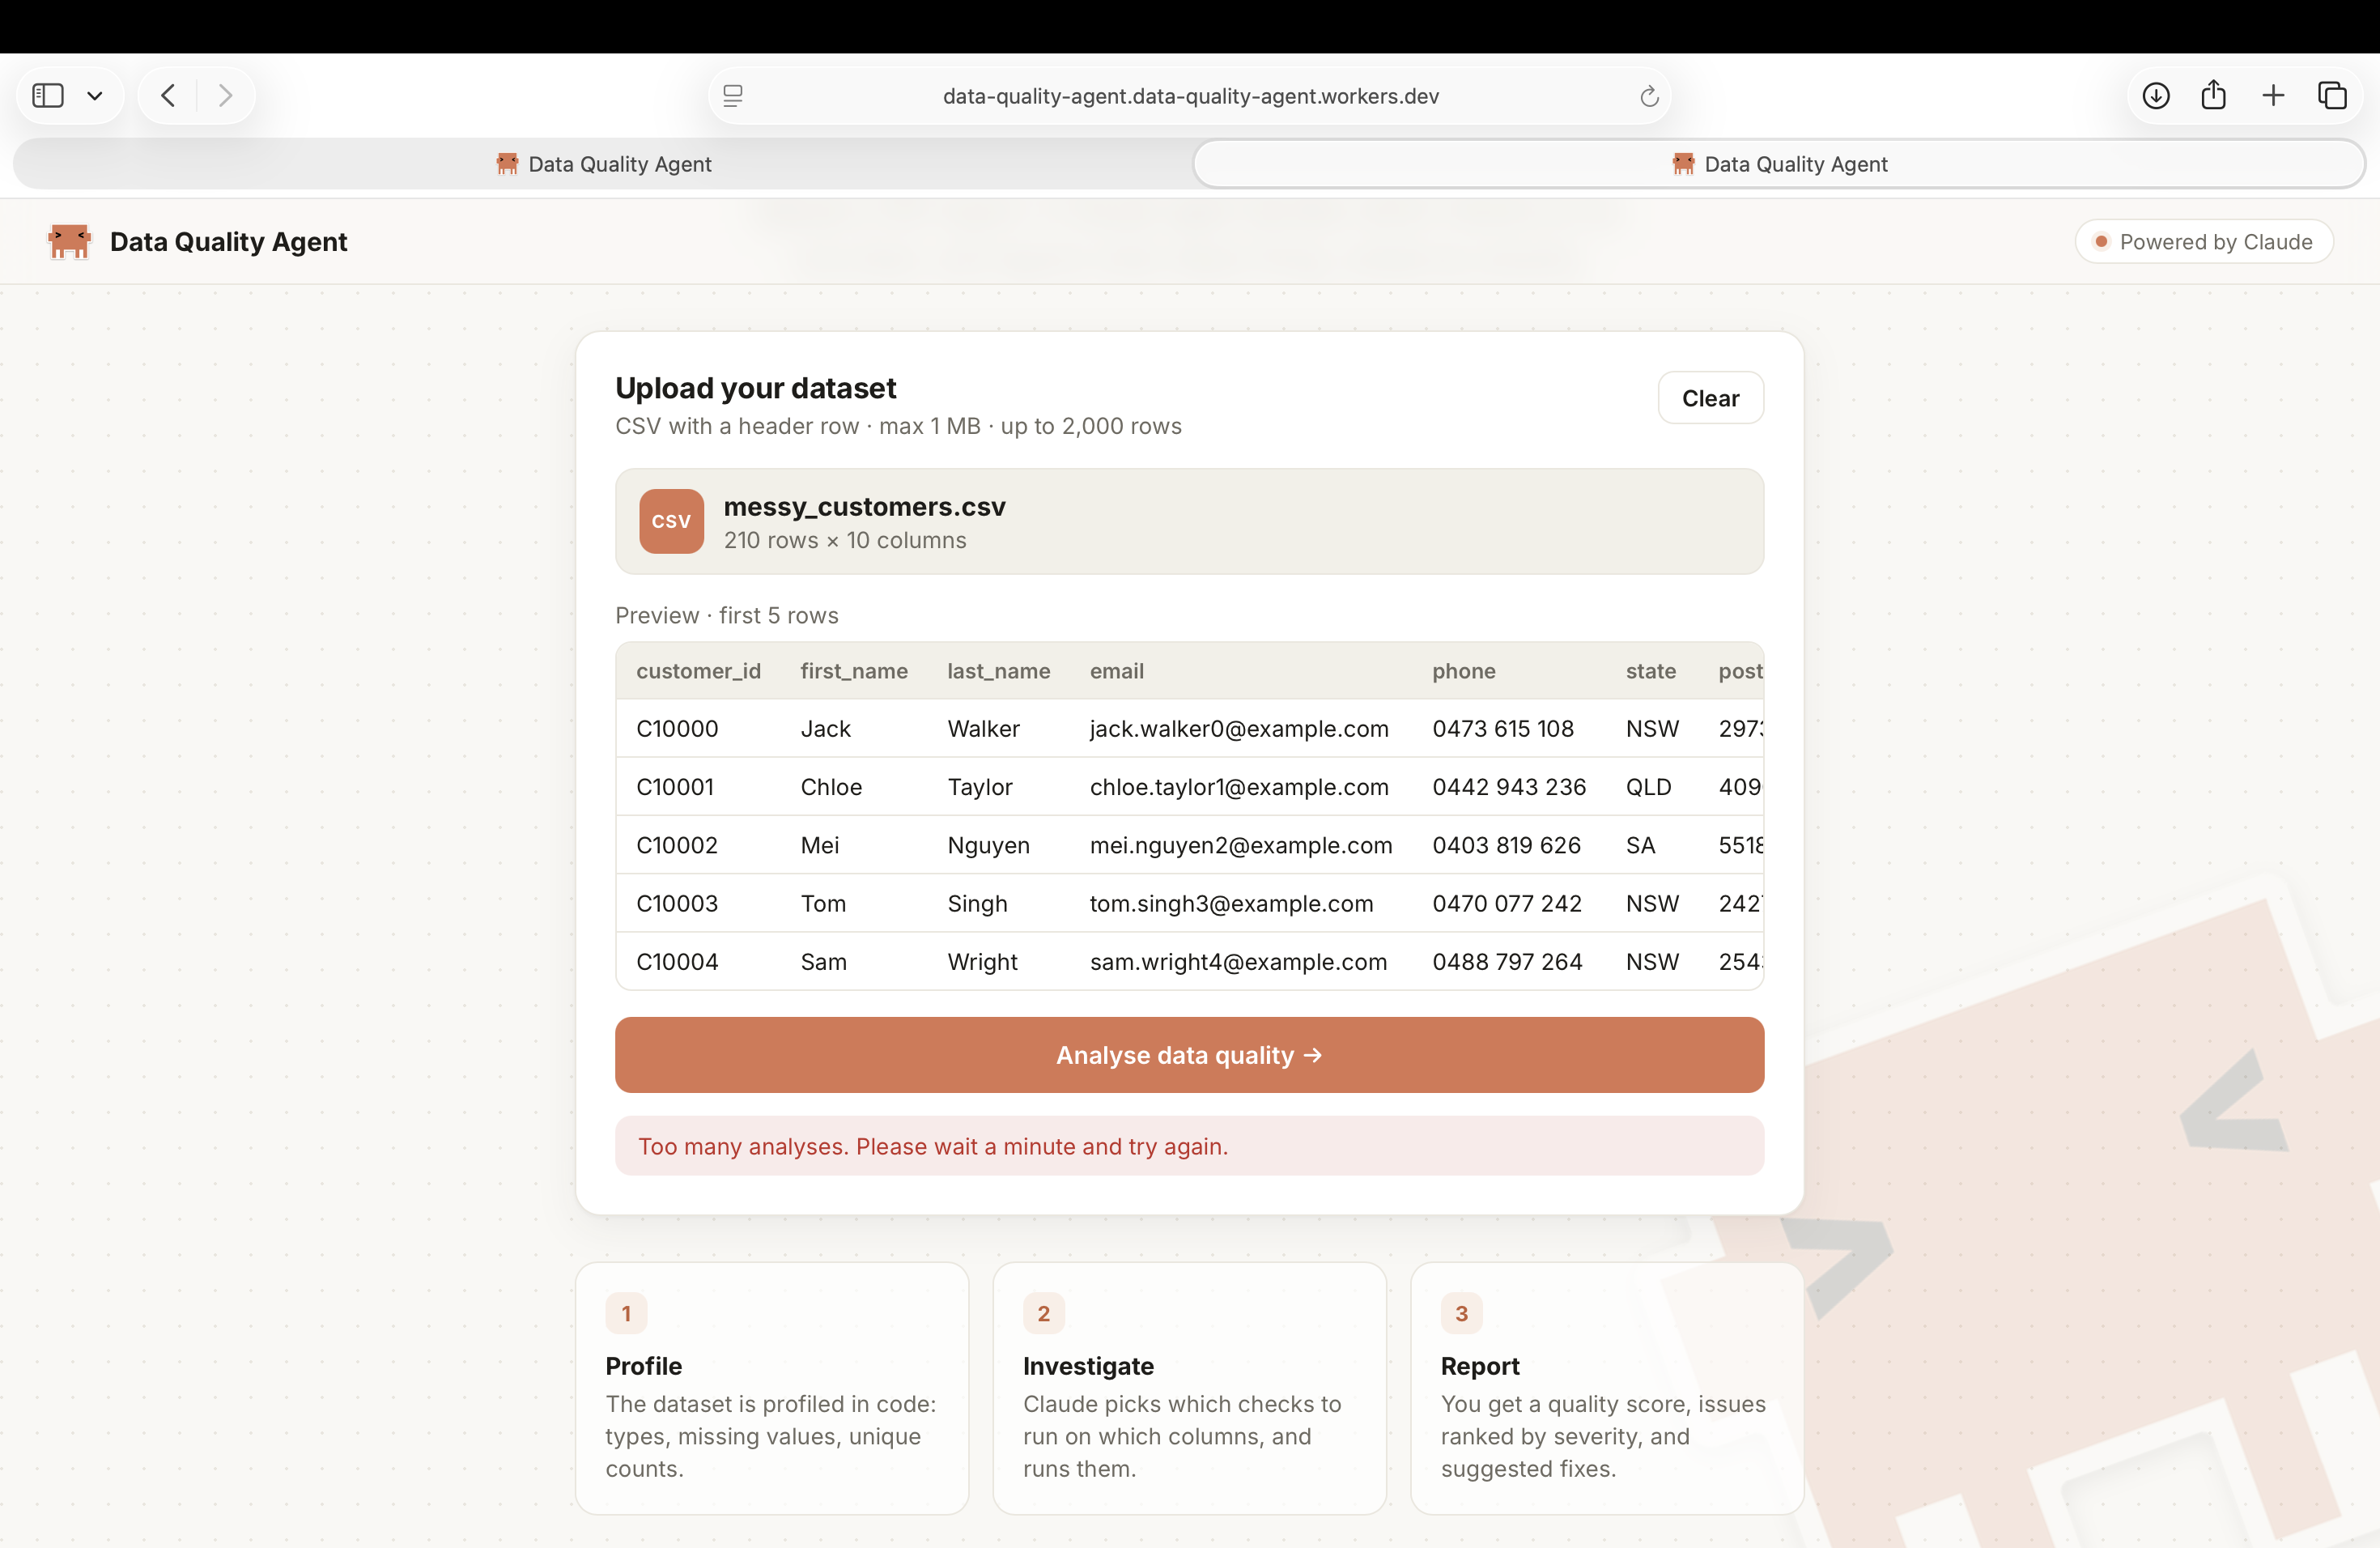 data-quality-agent.data-quality-agent.workers.dev
Data Quality Agent
Data Quality Agent
Data Quality Agent
Powered by Claude
Upload your dataset
Clear
CSV with a header row · max 1 MB · up to 2,000 rows
CSV
messy_customers.csv
210 rows × 10 columns
Preview · first 5 rows
customer_id first_name last_name email phone state
C10000 Jack Walker jack.walker0@example.com 0473 615 108 NSW
C10001 Chloe Taylor chloe.taylor1@example.com 0442 943 236 QLD
C10002 Mei Nguyen mei.nguyen2@example.com 0403 819 626 SA
C10003 Tom Singh tom.singh3@example.com 0470 077 242 NSW
C10004 Sam Wright sam.wright4@example.com 0488 797 264 NSW
Analyse data quality →
Too many analyses. Please wait a minute and try again.
1
Profile
The dataset is profiled in code:
types, missing values, unique
counts.
2
Investigate
Claude picks which checks to
run on which columns, and
runs them.
3
Report
You get a quality score, issues
ranked by severity, and
suggested fixes.